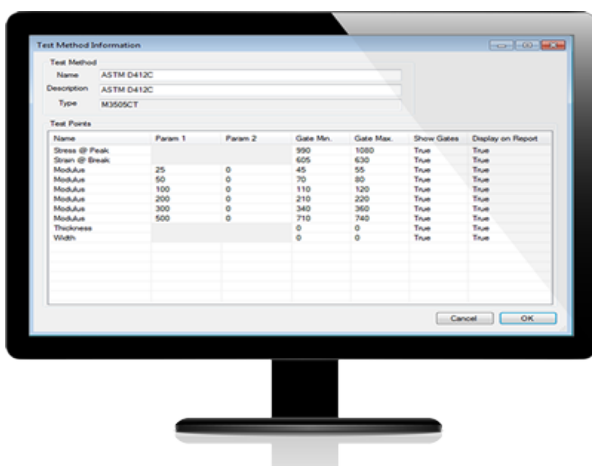 Test Method Information
Test Method
Name ASTM D412C
Description ASTM D412C
Type M3505CT
Test Points
Name Param 1 Param 2 Gate Min. Gate Max. Show Gates Display on Report
Stress @ Peak 990 1080 True True
Strain @ Break 605 630 True True
Modulus 25 0 45 55 True True
Modulus 50 0 70 80 True True
Modulus 100 0 110 120 True True
Modulus 200 0 210 220 True True
Modulus 300 0 340 360 True True
Modulus 500 0 710 740 True True
Thickness 0 0 True True
Width 0 0 True True
Cancel OK